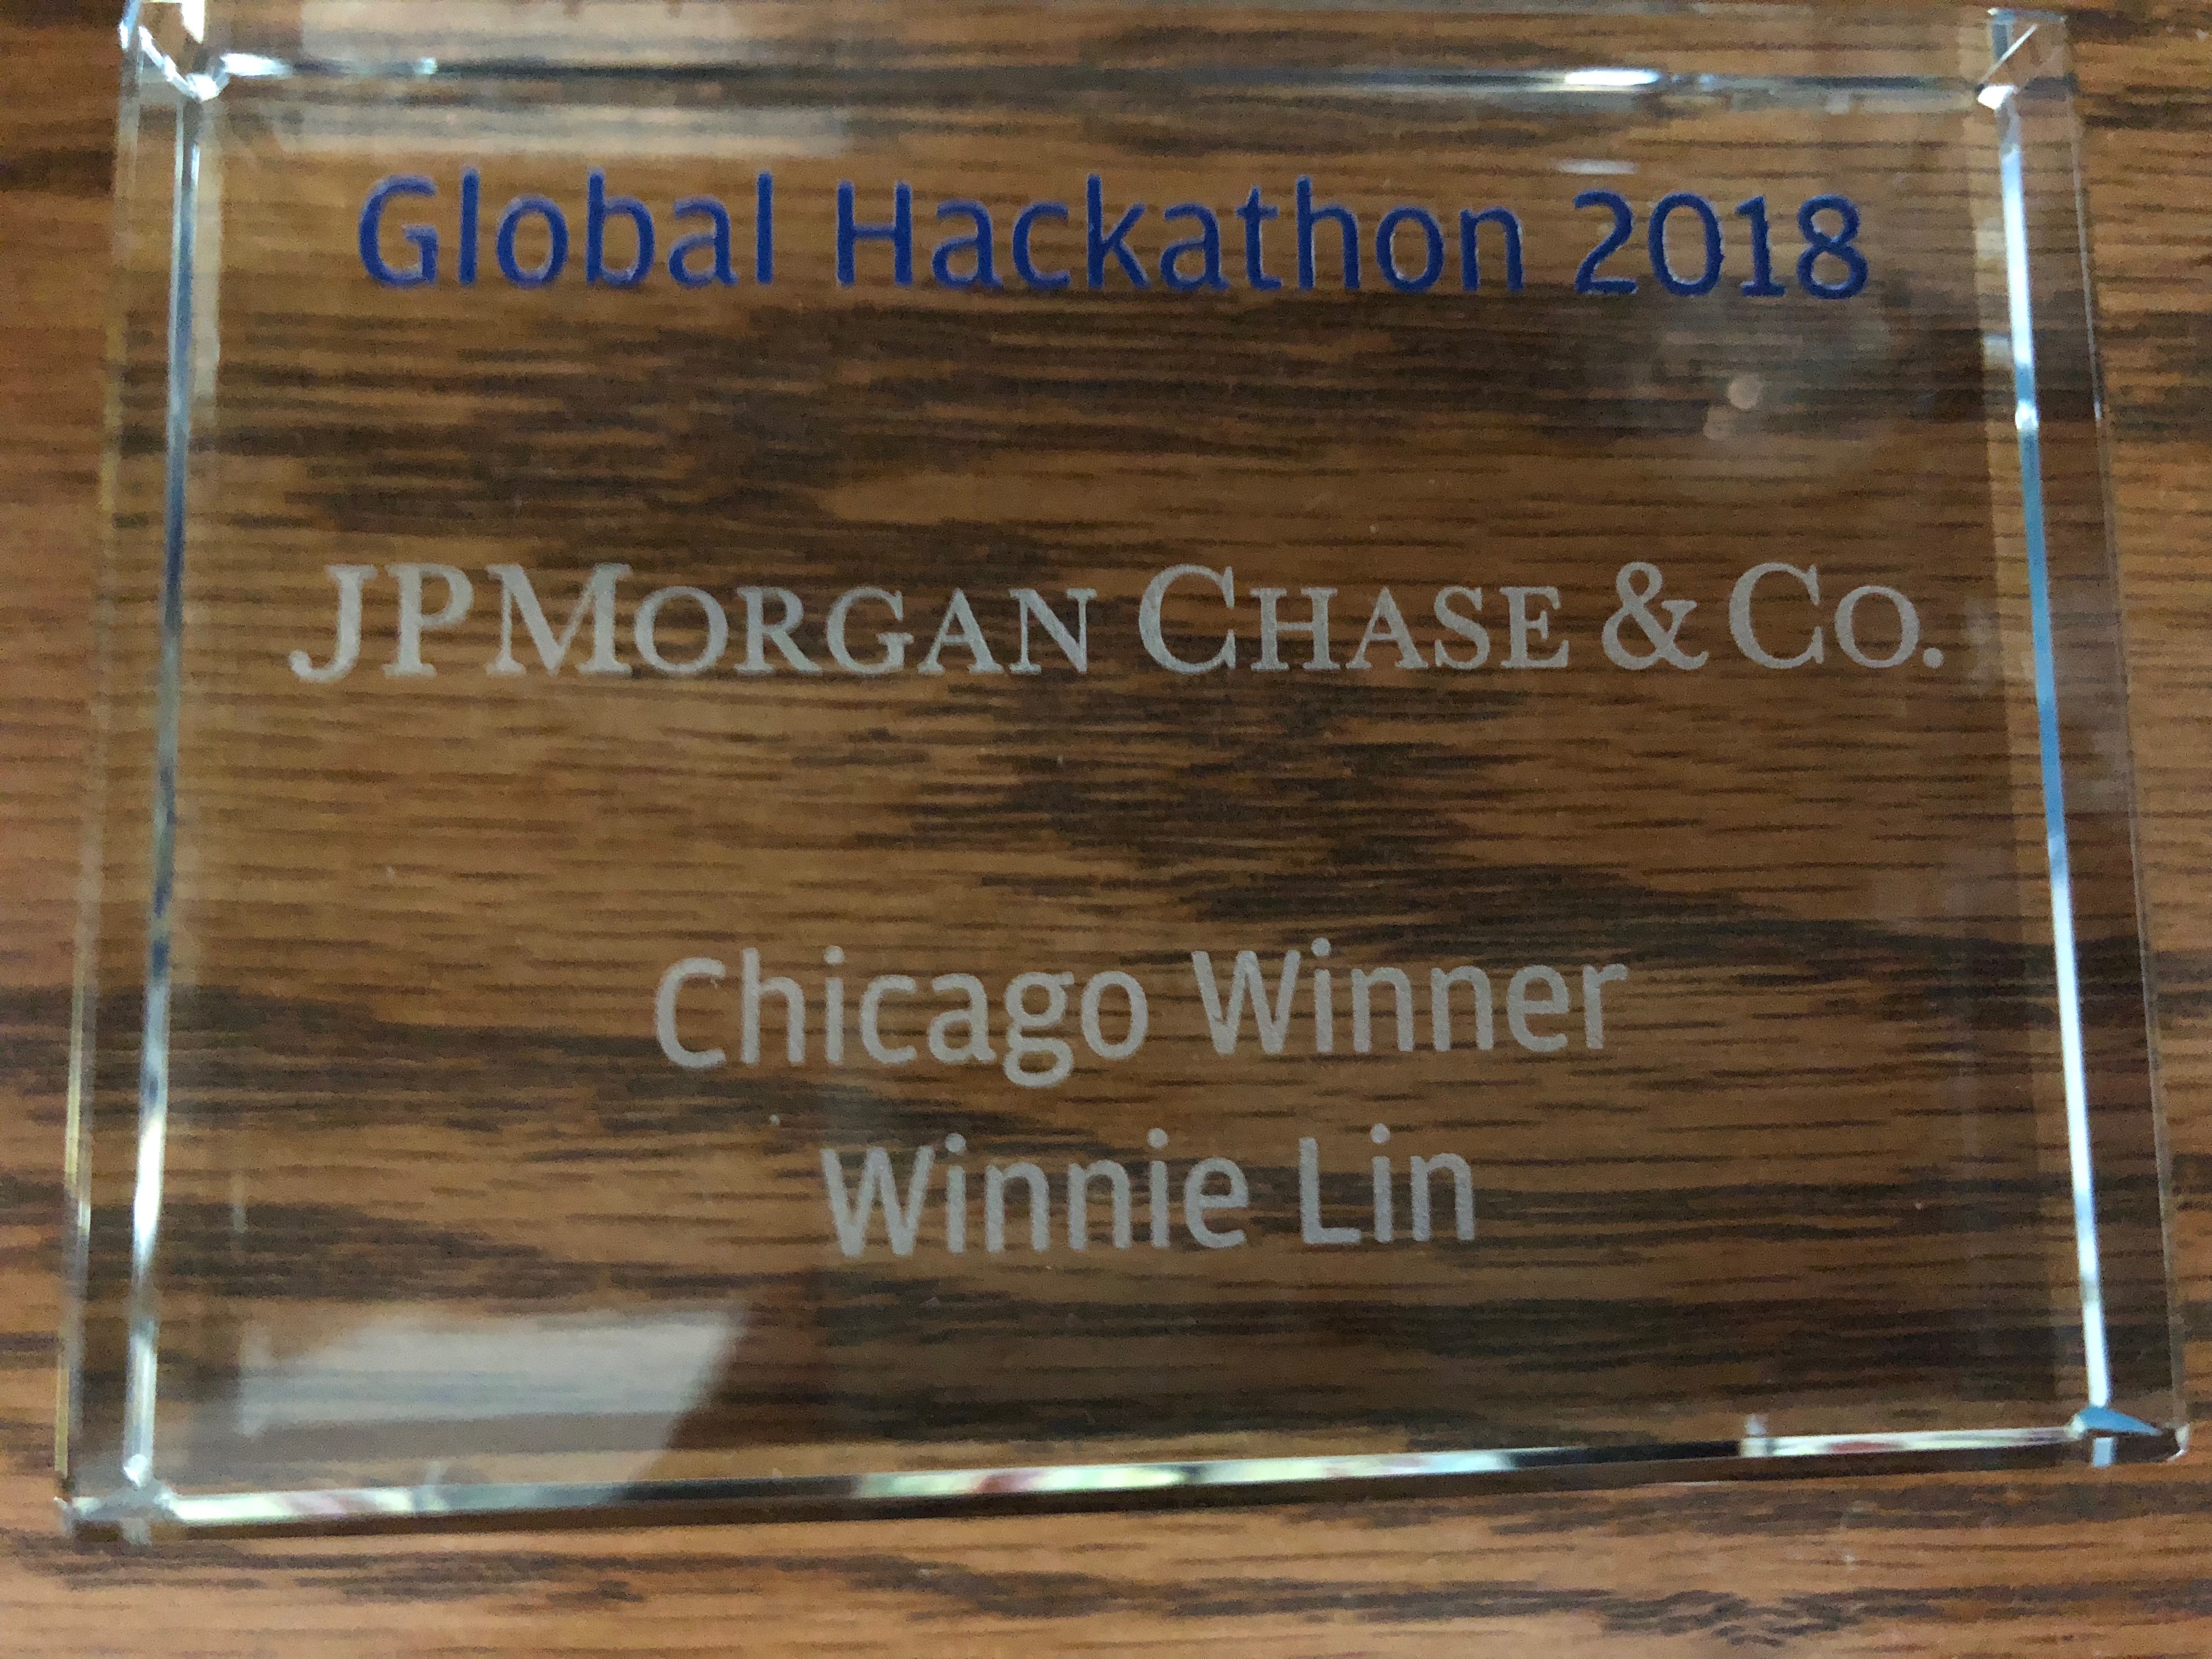 Global Hackathon 2018
JPMORGAN CHASE & CO.
Chicago Winner
Winnie Lin